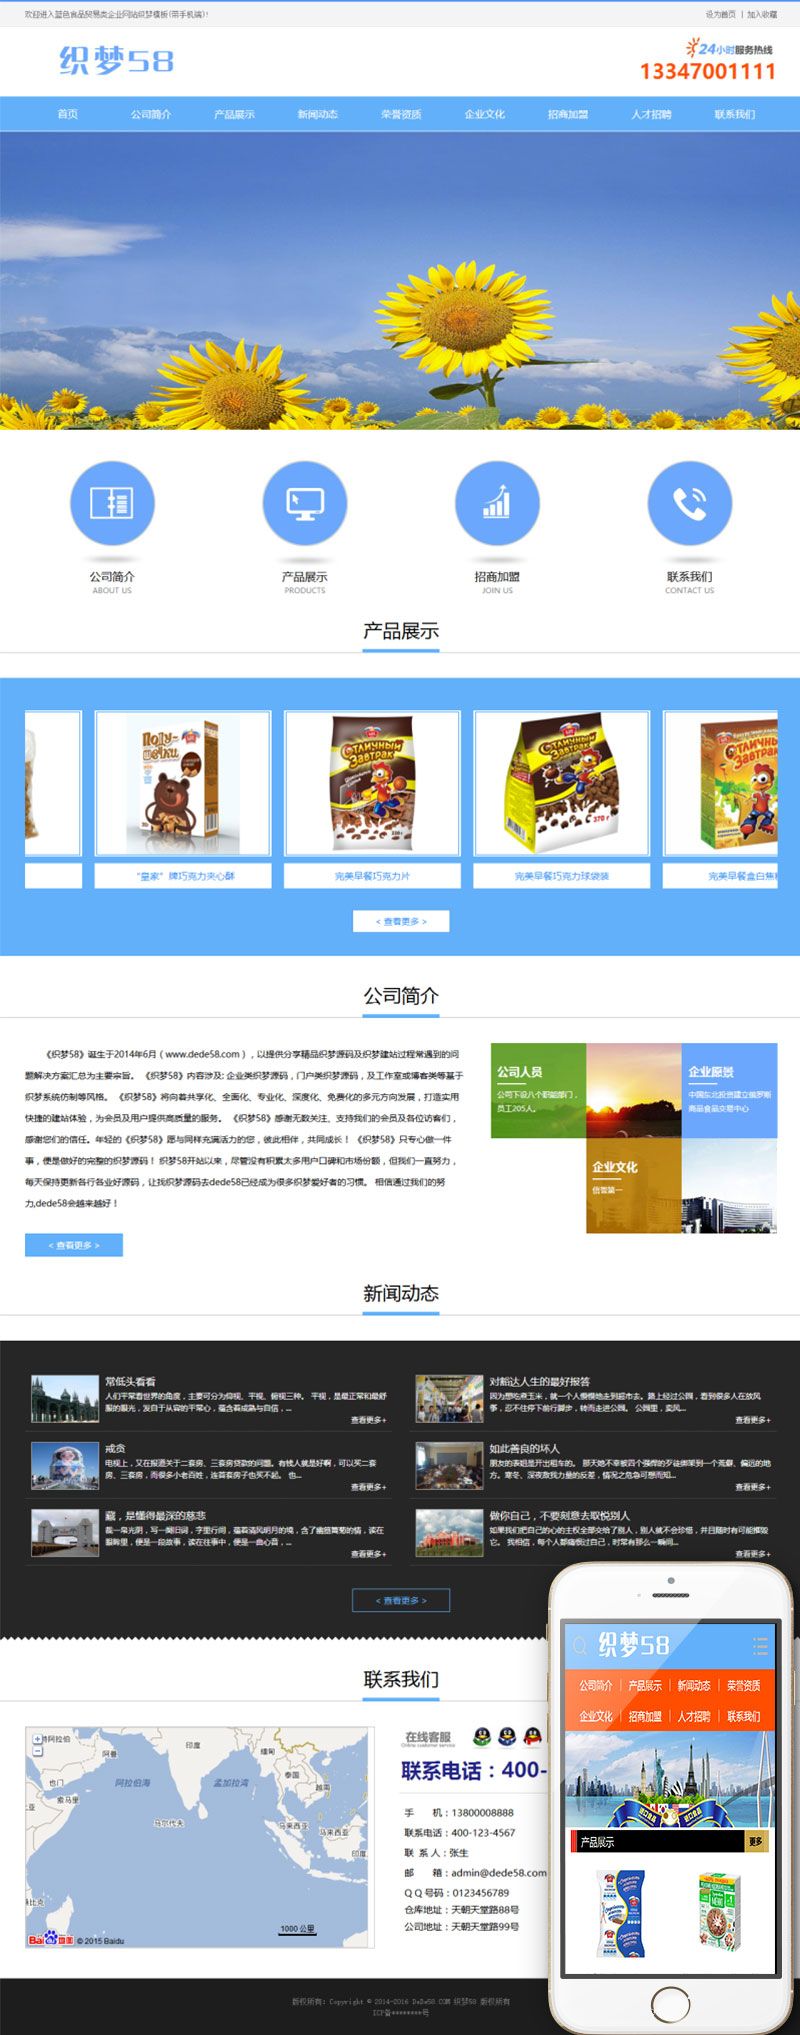 欢迎进入蓝色食品贸易类企业网站织梦模板(带手机端)!
设为首页 | 加入收藏
织梦58
24小时服务热线
13347001111
首页 公司简介 产品展示 新闻动态 荣誉资质 企业文化 招商加盟 人才招聘 联系我们
公司简介 产品展示 招商加盟 联系我们
ABOUT US PRODUCTS JOIN US CONTACT US
产品展示
Поду-
шечки
Отличный
Завтрак
Отличный
Завтрак
370 г
“皇家”牌巧克力夹心酥
完美早餐巧克力片
完美早餐巧克力球袋装
完美早餐盒白焦糖
< 查看更多 >
公司简介
《织梦58》诞生于2014年6月（www.dede58.com），以提供分享精品织梦源码及织梦建站过程常遇到的问
题解决方案汇总为主要宗旨。 《织梦58》内容涉及: 企业类织梦源码，门户类织梦源码，及工作室或博客类等基于
织梦系统仿制等风格。 《织梦58》将向着共享化、全面化、专业化、深度化、免费化的多元方向发展，打造实用
快捷的建站体验，为会员及用户提供高质量的服务。 《织梦58》感谢无数关注、支持我们的会员及各位访客们，
感谢您们的信任。年轻的《织梦58》愿与同样充满活力的您，彼此相伴，共同成长！ 《织梦58》只专心做一件
事，便是做好的完整的织梦源码！ 织梦58开站以来，尽管没有积累太多用户口碑和市场份额，但我们一直努力，
每天保持更新各行各业好源码，让找织梦源码去dede58已经成为很多织梦爱好者的习惯。 相信通过我们的努
力,dede58会越来越好！
< 查看更多 >
公司人员
公司下设八个职能部门，
员工205人。
企业愿景
中国东北投资建立俄罗斯
商品食品交易中心
企业文化
信誉第一
新闻动态
常低头看看
人们平常看世界的角度，主要可分为仰视、平视、俯视三种。 平视，是最正常和最舒
服的眼光，发自于从容的平常心，蕴含着成熟与自信，...
查看更多+
对豁达人生的最好报答
因为想吃煮玉米，就一个人慢慢地走到超市去。路上经过公园，看到很多人在放风
筝，忍不住停下前行脚步，转而走进公园。 公园里，卖风...
查看更多+
戒贪
电视上，又在报道关于二套房、三套房贷款的问题。有钱人就是好啊，可以买二套
房、三套房，而很多小老百姓，连首套房子也买不起。 也...
查看更多+
如此善良的坏人
朋友的表姐是开出租车的。 那天她不幸被四个强悍的歹徒绑架到一个荒僻、偏远的地
方。寒冬、深夜敌我力量的反差，情况之危急可想而知...
查看更多+
藏，是懂得最深的慈悲
裁一帛光阴，写一阕旧词，字里行间，蕴着清风明月的境，含了幽篁菊蕊的情，读在
眼眸里，便是一段故事，读在往事中，便是一曲心音，...
查看更多+
做你自己，不要刻意去取悦别人
如果我们把自己的心的主权全部交给了别人，别人就不会珍惜，并且随时有可能摧毁
它。 我相信，每个人都痛恨过自己，时常有那么一瞬间...
查看更多+
< 查看更多 >
联系我们
特阿拉伯
阿曼
印度
缅甸
泰国
越南
也门
阿拉伯海
孟加拉湾
索马里
马尔代夫
马来西亚
马来西亚
印度
1000 公里
Bai 地图 © 2015 Baidu
在线客服
Online customer service
联系电话：400-
手 机：13800008888
联系电话：400-123-4567
联 系 人：张生
邮 箱：admin@dede58.com
Q Q 号码：0123456789
仓库地址：天朝天堂路88号
公司地址：天朝天堂路99号
版权所有：Copyright © 2014-2016 DeDe58.COM 织梦58 版权所有
ICP备********号
织梦58
公司简介 | 产品展示 | 新闻动态 | 荣誉资质
企业文化 | 招商加盟 | 人才招聘 | 联系我们
进口食品 进口食品
产品展示
更多